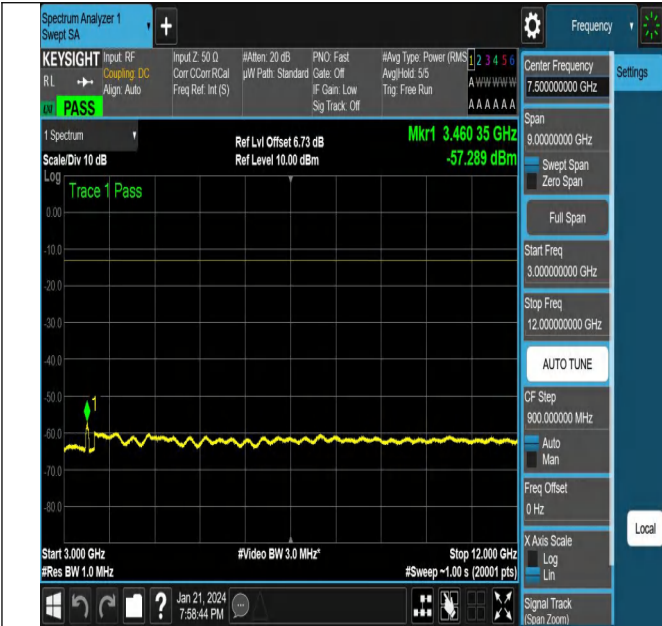 Spectrum Analyzer 1
Swept SA
+
Frequency
KEYSIGHT
RL
LXI
PASS
Input: RF
Coupling: DC
Align: Auto
Input Z: 50 Ω
Corr CCorr RCal
Freq Ref: Int (S)
#Atten: 20 dB
µW Path: Standard
PNO: Fast
Gate: Off
IF Gain: Low
Sig Track: Off
#Avg Type: Power (RMS
Avg|Hold: 5/5
Trig: Free Run
1 2 3 4 5 6
A W W W W W
A A A A A A
1 Spectrum
Scale/Div 10 dB
Ref Lvl Offset 6.73 dB
Ref Level 10.00 dBm
Mkr1 3.460 35 GHz
-57.289 dBm
Log
Trace 1 Pass
0.00
-10.0
-20.0
-30.0
-40.0
-50.0
-60.0
-70.0
-80.0
1
Start 3.000 GHz
#Res BW 1.0 MHz
#Video BW 3.0 MHz*
Stop 12.000 GHz
#Sweep ~1.00 s (20001 pts)
Jan 21, 2024
7:58:44 PM
?
Center Frequency
7.500000000 GHz
Settings
Span
9.00000000 GHz
Swept Span
Zero Span
Full Span
Start Freq
3.000000000 GHz
Stop Freq
12.000000000 GHz
AUTO TUNE
CF Step
900.000000 MHz
Auto
Man
Freq Offset
0 Hz
X Axis Scale
Log
Lin
Local
Signal Track
(Span Zoom)